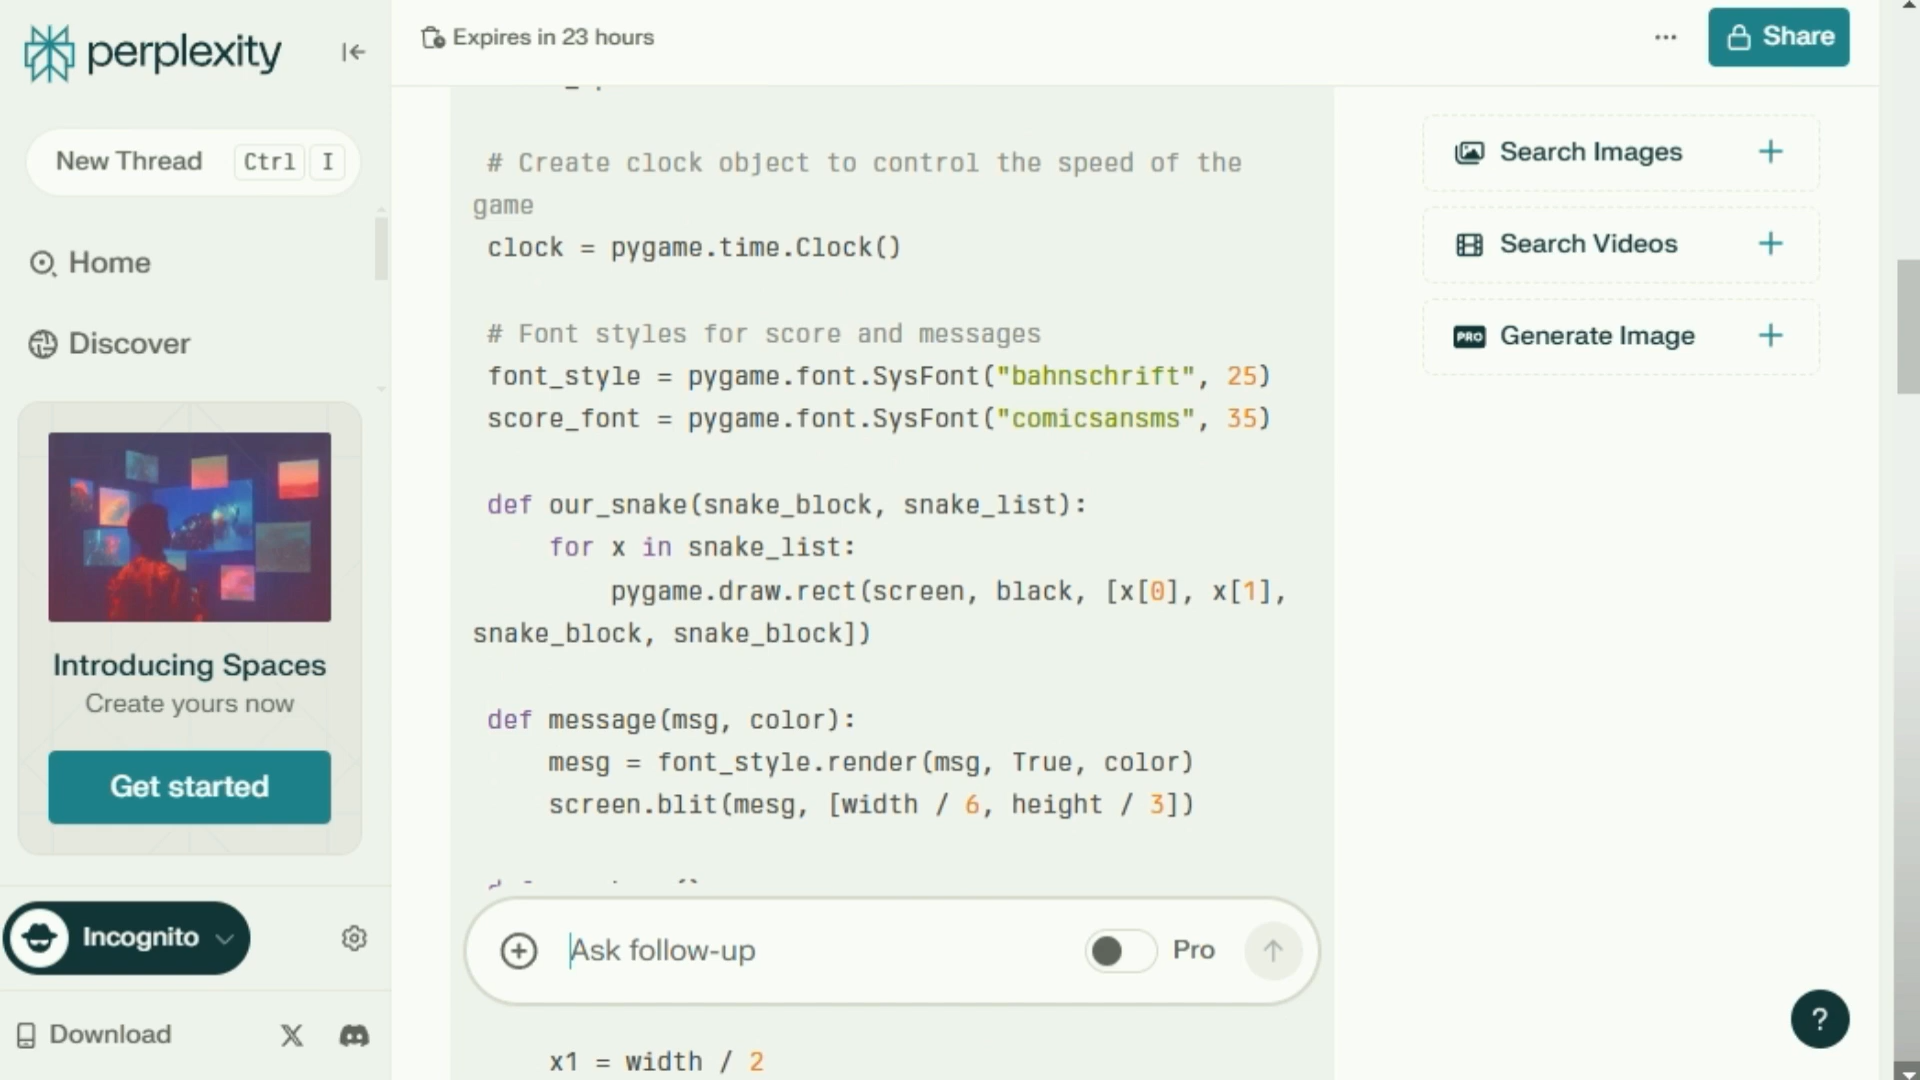 perplexity
New Thread Ctrl I
Home
Discover
Introducing Spaces
Create yours now
Get started
Incognito
Download
Expires in 23 hours
Share
# Create clock object to control the speed of the
game
clock = pygame.time.Clock()
# Font styles for score and messages
font_style = pygame.font.SysFont("bahnschrift", 25)
score_font = pygame.font.SysFont("comicsansms", 35)
def our_snake(snake_block, snake_list):
for x in snake_list:
pygame.draw.rect(screen, black, [x[0], x[1],
snake_block, snake_block])
def message(msg, color):
mesg = font_style.render(msg, True, color)
screen.blit(mesg, [width / 6, height / 3])
Ask follow-up Pro
x1 = width / 2
Search Images +
Search Videos +
PRO Generate Image +
?